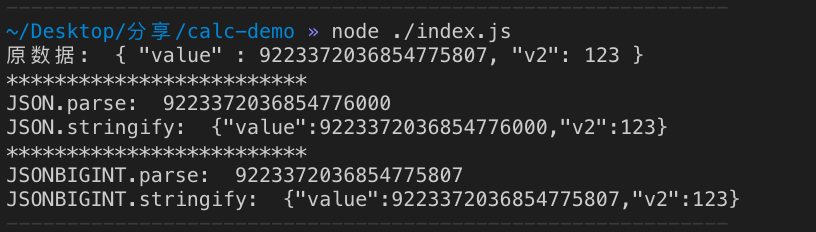 ~/Desktop/分享/calc-demo » node ./index.js
原数据:  { "value" : 9223372036854775807, "v2": 123 }
*************************
JSON.parse:  9223372036854776000
JSON.stringify:  {"value":9223372036854776000,"v2":123}
*************************
JSONBIGINT.parse:  9223372036854775807
JSONBIGINT.stringify:  {"value":9223372036854775807,"v2":123}